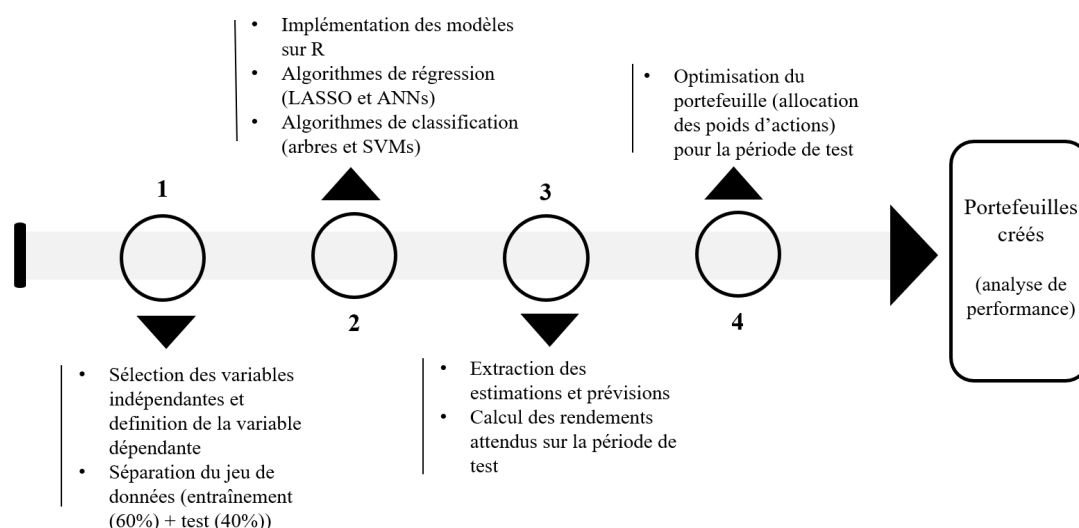 1
• Sélection des variables
indépendantes et
definition de la variable
dépendante
• Séparation du jeu de
données (entraînement
(60%) + test (40%))
• Implémentation des modèles
sur R
• Algorithmes de régression
(LASSO et ANNs)
• Algorithmes de classification
(arbres et SVMs)
2
3
• Extraction des
estimations et prévisions
• Calcul des rendements
attendus sur la période de
test
• Optimisation du
portefeuille (allocation
des poids d’actions)
pour la période de test
4
Portefeuilles
créés
(analyse de
performance)